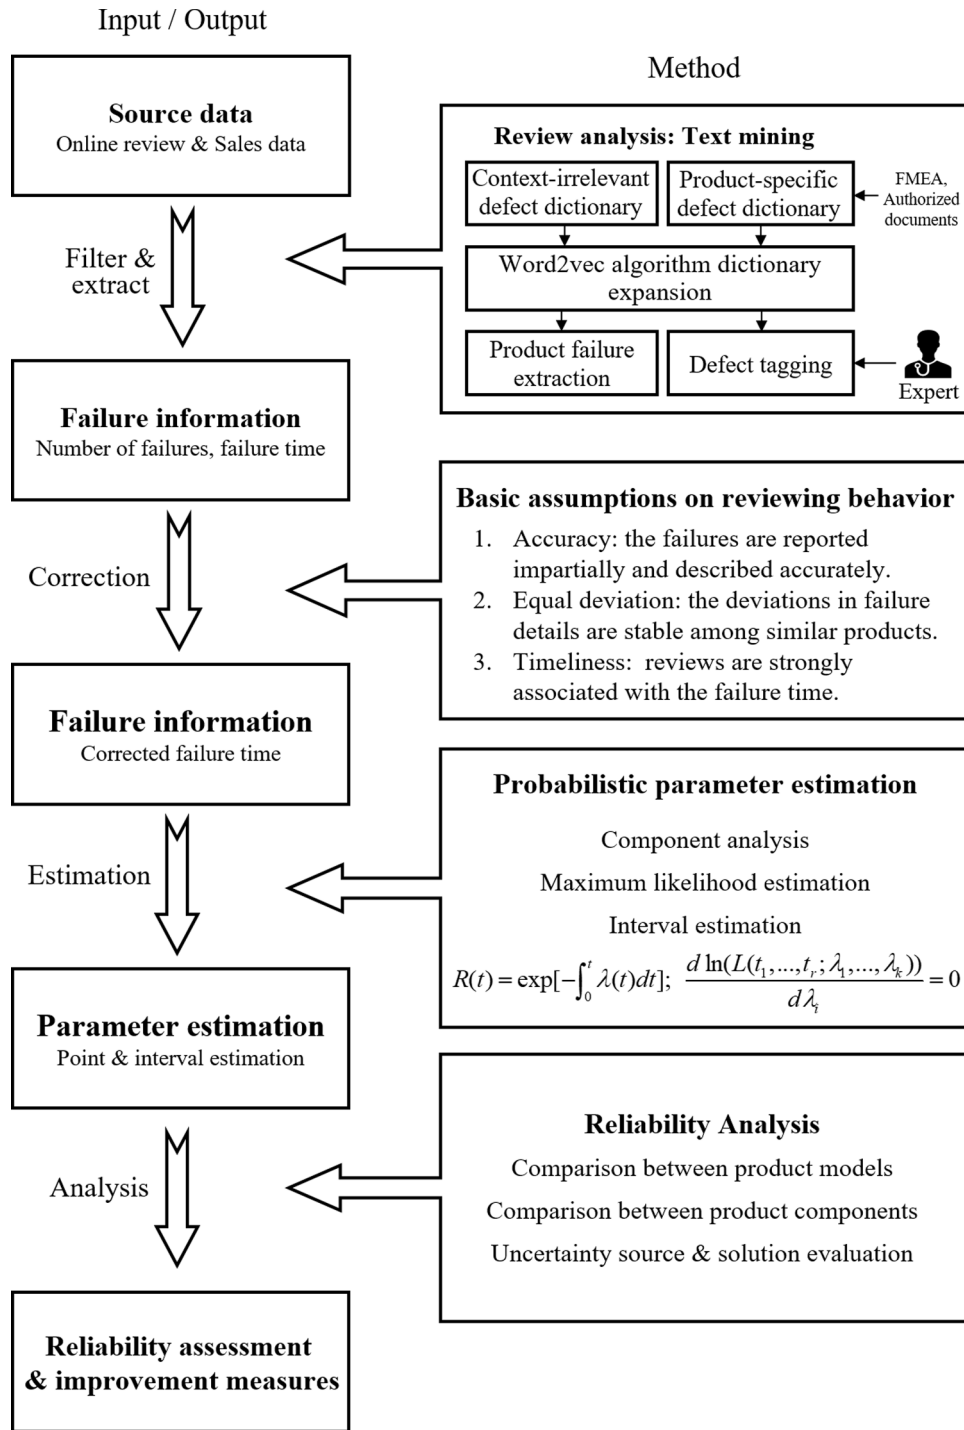 Input / Output
Method
Source data
Online review & Sales data
Filter &
extract
Review analysis: Text mining
Context-irrelevant
defect dictionary
Product-specific
defect dictionary
FMEA,
Authorized
documents
Word2vec algorithm dictionary
expansion
Product failure
extraction
Defect tagging
Expert
Failure information
Number of failures, failure time
Correction
Basic assumptions on reviewing behavior
1. Accuracy: the failures are reported
impartially and described accurately.
2. Equal deviation: the deviations in failure
details are stable among similar products.
3. Timeliness: reviews are strongly
associated with the failure time.
Failure information
Corrected failure time
Estimation
Probabilistic parameter estimation
Component analysis
Maximum likelihood estimation
Interval estimation
R(t) = exp[−∫₀ᵗ λ(t)dt]; d ln(L(t₁,...,tᵣ;λ₁,...,λₖ))/dλᵢ = 0
Parameter estimation
Point & interval estimation
Analysis
Reliability Analysis
Comparison between product models
Comparison between product components
Uncertainty source & solution evaluation
Reliability assessment
& improvement measures